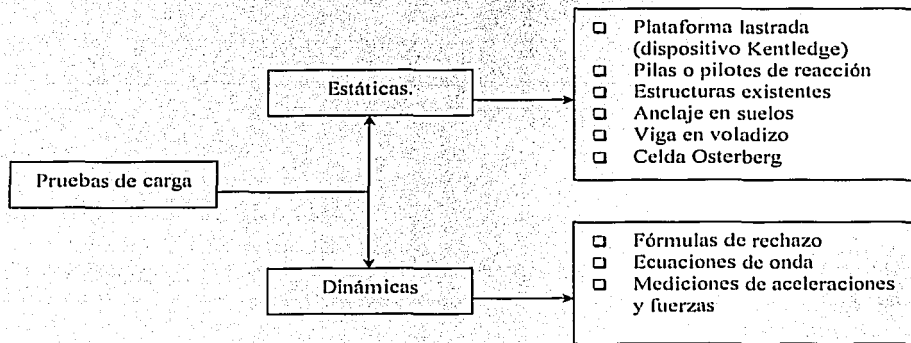 Pruebas de carga
Estáticas.
❑ Plataforma lastrada
(dispositivo Kentledge)
❑ Pilas o pilotes de reacción
❑ Estructuras existentes
❑ Anclaje en suelos
❑ Viga en voladizo
❑ Celda Osterberg
Dinámicas
❑ Fórmulas de rechazo
❑ Ecuaciones de onda
❑ Mediciones de aceleraciones
y fuerzas